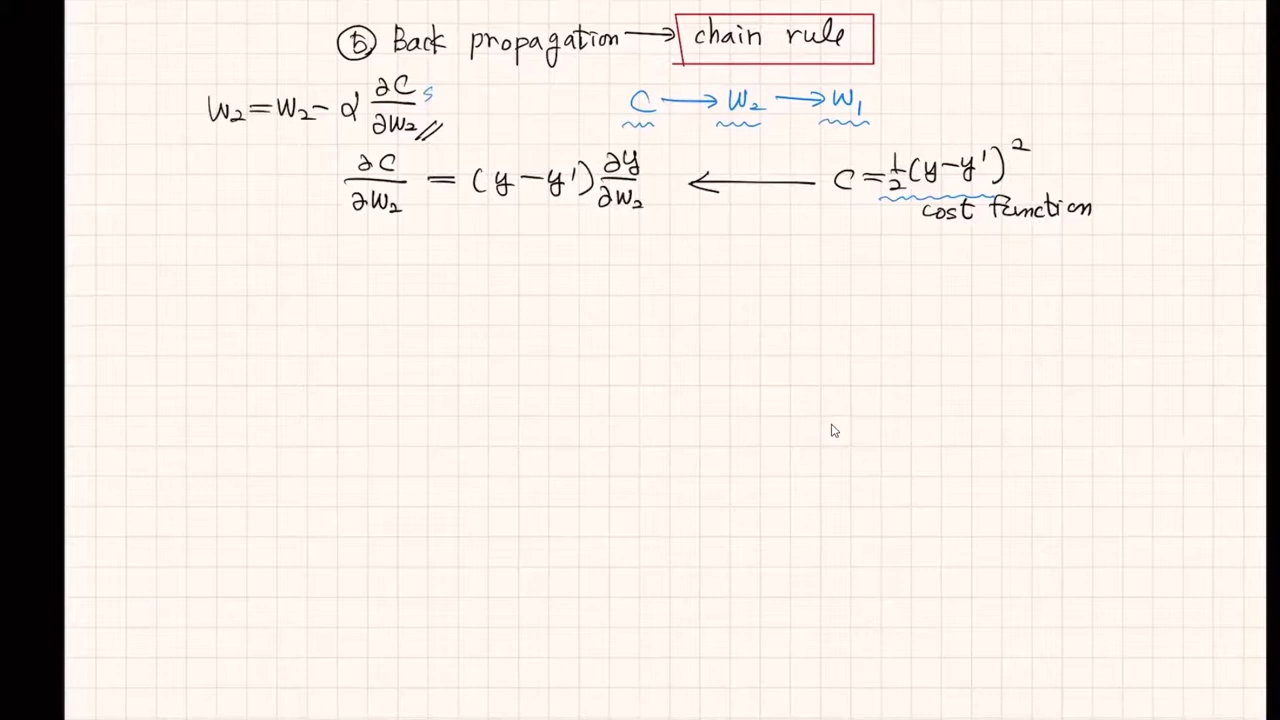 ⑤ Back propagation → chain rule
W₂ = W₂ - α ∂C/∂W₂
C → W₂ → W₁
∂C/∂W₂ = (y - y') ∂y/∂W₂ ← C = ½(y - y')²
cost function